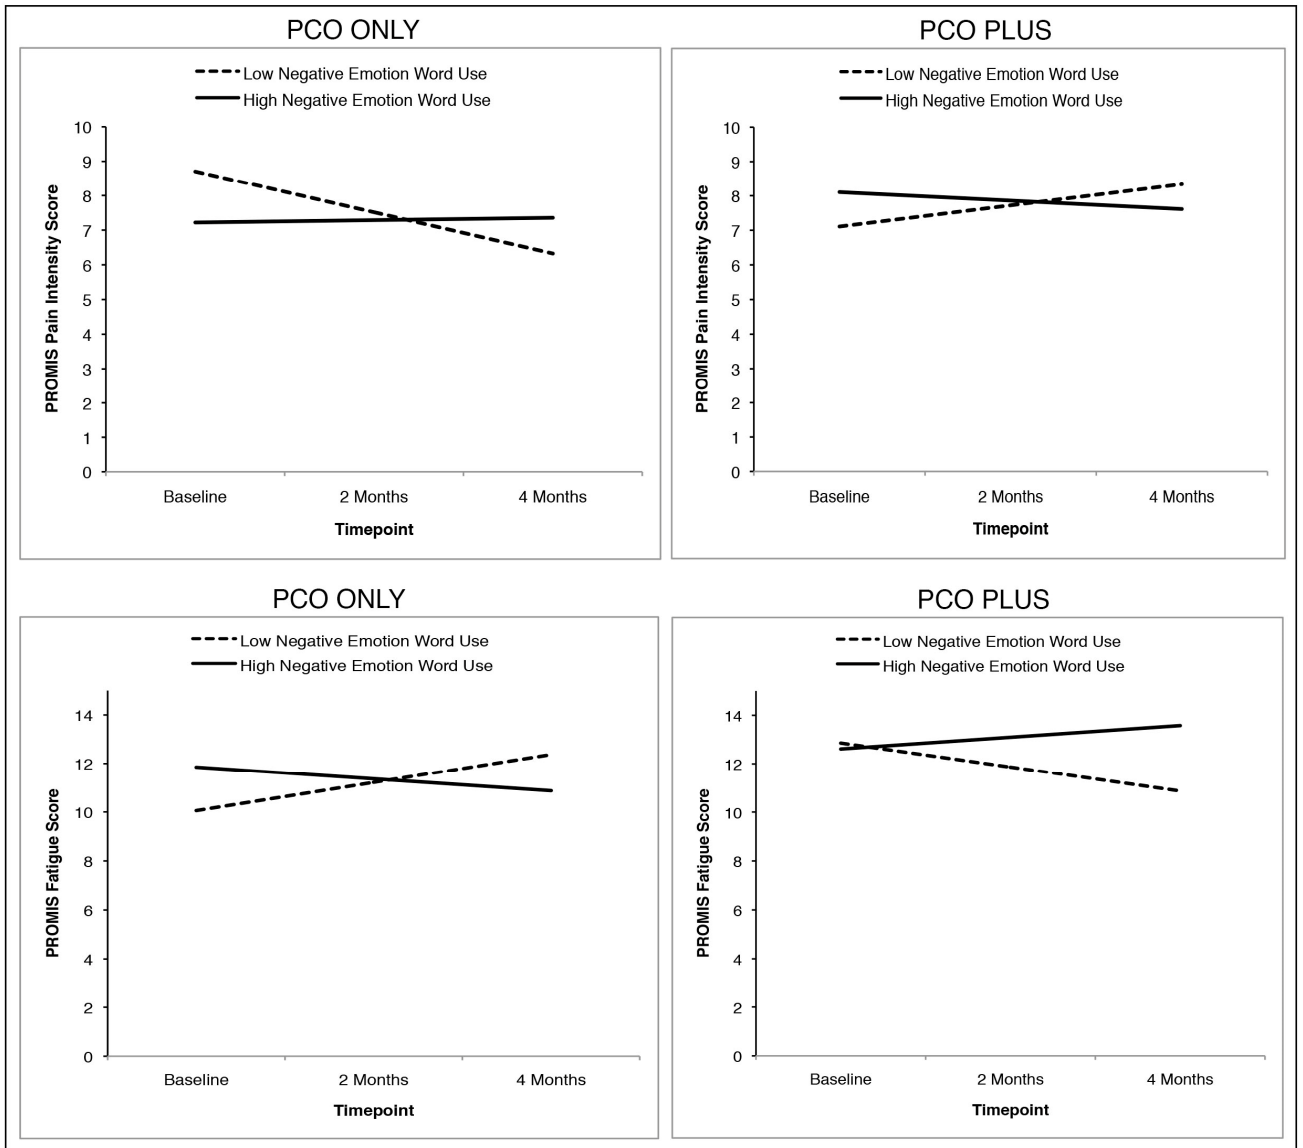 PCO ONLY
Low Negative Emotion Word Use
High Negative Emotion Word Use
PROMIS Pain Intensity Score
10
9
8
7
6
5
4
3
2
1
0
Baseline
2 Months
4 Months
Timepoint
PCO PLUS
Low Negative Emotion Word Use
High Negative Emotion Word Use
PROMIS Pain Intensity Score
10
9
8
7
6
5
4
3
2
1
0
Baseline
2 Months
4 Months
Timepoint
PCO ONLY
Low Negative Emotion Word Use
High Negative Emotion Word Use
PROMIS Fatigue Score
14
12
10
8
6
4
2
0
Baseline
2 Months
4 Months
Timepoint
PCO PLUS
Low Negative Emotion Word Use
High Negative Emotion Word Use
PROMIS Fatigue Score
14
12
10
8
6
4
2
0
Baseline
2 Months
4 Months
Timepoint